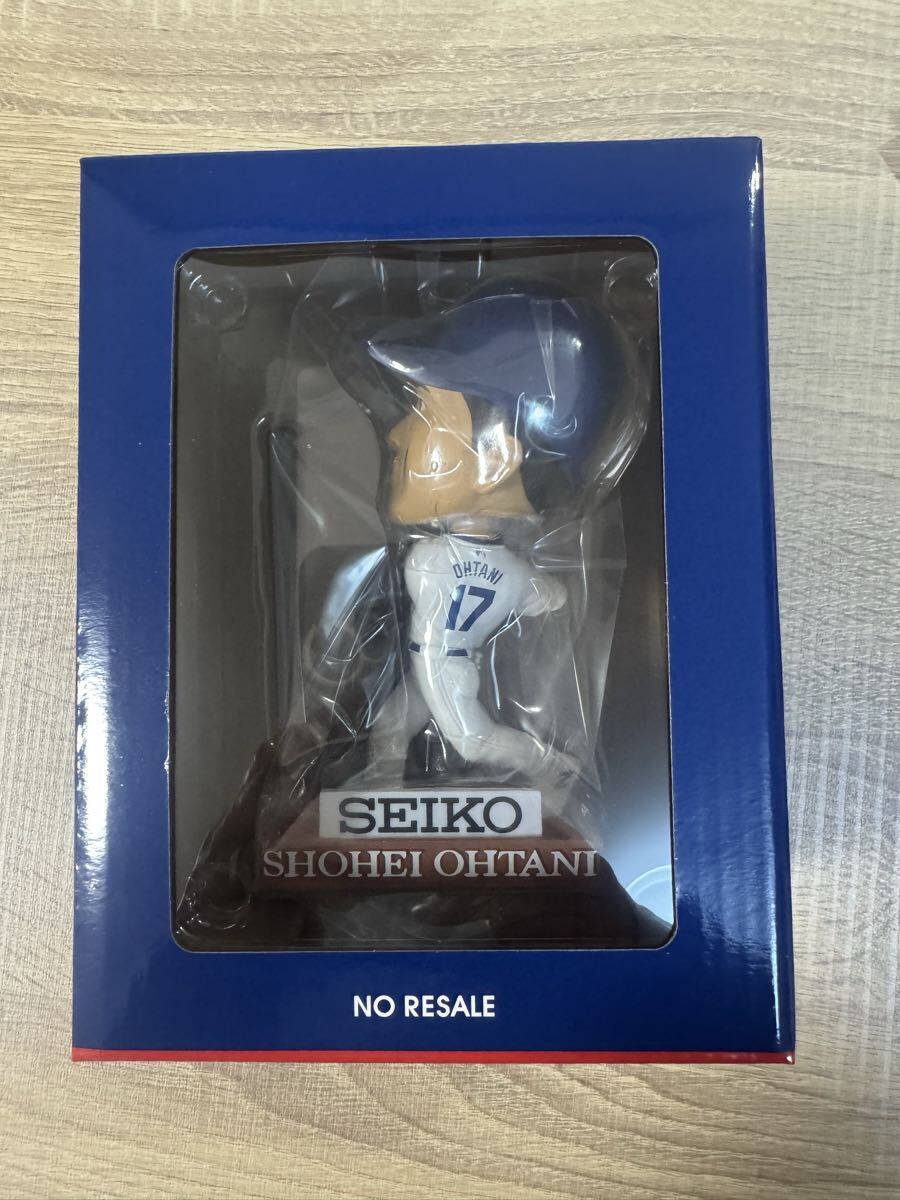 OHTANI
17
SEIKO
SHOHEI OHTANI
NO RESALE